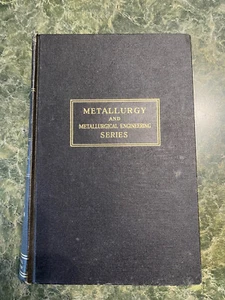 METALLURGY
AND
METALLURGICAL ENGINEERING
SERIES